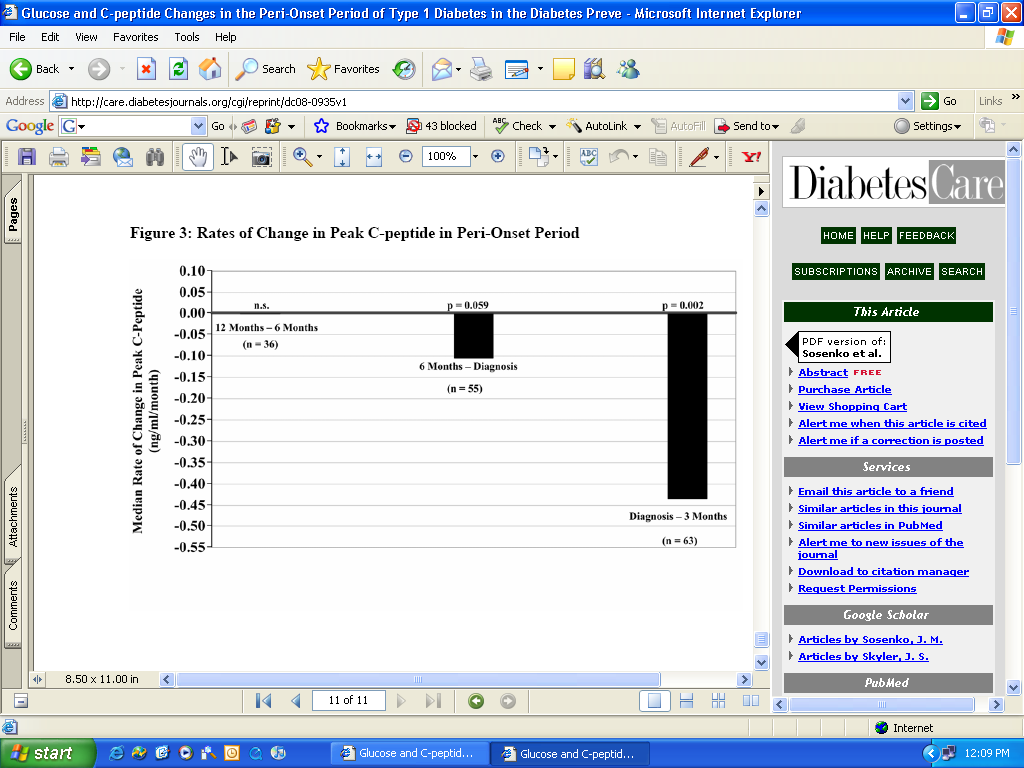 Glucose and C-peptide Changes in the Peri-Onset Period of Type 1 Diabetes in the Diabetes Preve - Microsoft Internet Explorer
File Edit View Favorites Tools Help
Back Search Favorites
Address http://care.diabetesjournals.org/cgi/reprint/dc08-0935v1 Go Links »
Google G Go Bookmarks 43 blocked Check AutoLink AutoFill Send to Settings
100% Y!
Pages
Attachments
Comments
Figure 3: Rates of Change in Peak C-peptide in Peri-Onset Period
Median Rate of Change in Peak C-Peptide
(ng/ml/month)
0.10
0.05
0.00
-0.05
-0.10
-0.15
-0.20
-0.25
-0.30
-0.35
-0.40
-0.45
-0.50
-0.55
n.s.
12 Months – 6 Months
(n = 36)
p = 0.059
6 Months – Diagnosis
(n = 55)
p = 0.002
Diagnosis – 3 Months
(n = 63)
8.50 x 11.00 in
11 of 11
DiabetesCare
HOME HELP FEEDBACK
SUBSCRIPTIONS ARCHIVE SEARCH
This Article
PDF version of:
Sosenko et al.
Abstract FREE
Purchase Article
View Shopping Cart
Alert me when this article is cited
Alert me if a correction is posted
Services
Email this article to a friend
Similar articles in this journal
Similar articles in PubMed
Alert me to new issues of the
journal
Download to citation manager
Request Permissions
Google Scholar
Articles by Sosenko, J. M.
Articles by Skyler, J. S.
PubMed
Internet
start Glucose and C-peptid... Glucose and C-peptid... 12:09 PM